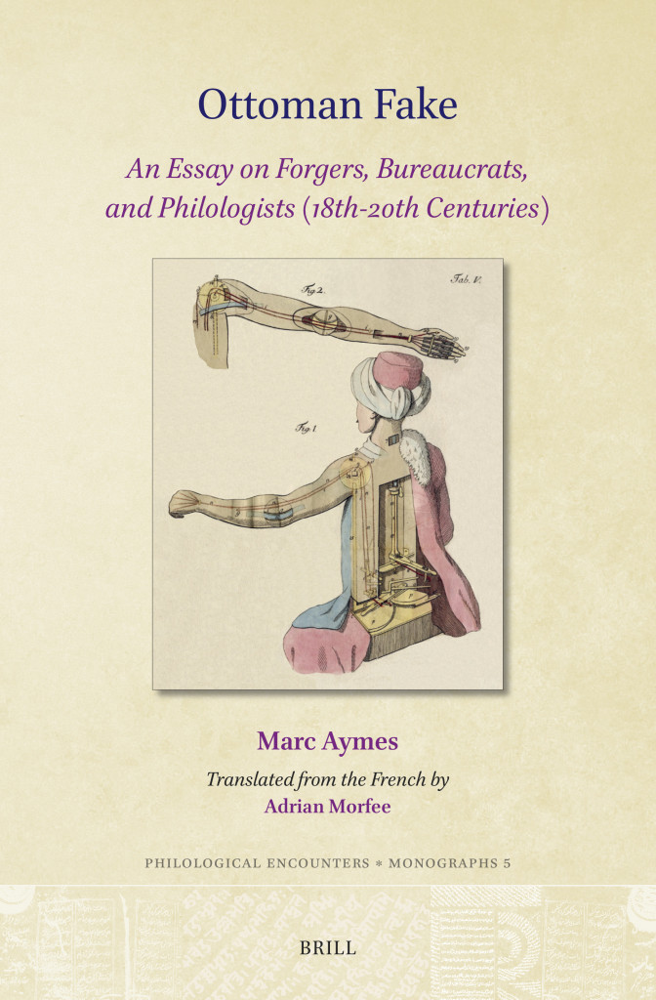 Ottoman Fake
An Essay on Forgers, Bureaucrats,
and Philologists (18th-20th Centuries)
Fig. 2.
Tab. V.
Fig. 1
Marc Aymes
Translated from the French by
Adrian Morfee
PHILOLOGICAL ENCOUNTERS * MONOGRAPHS 5
BRILL